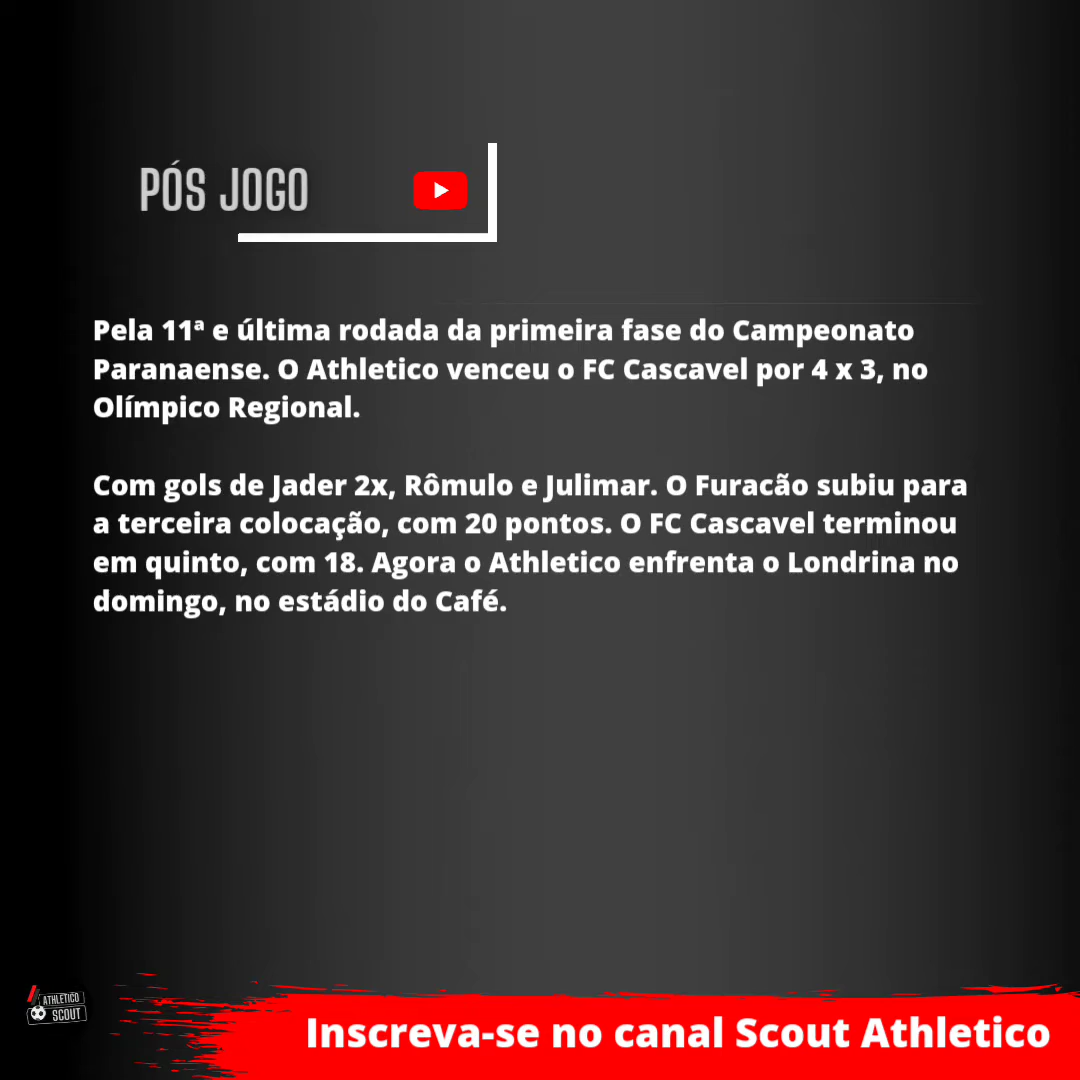 PÓS JOGO
Pela 11ª e última rodada da primeira fase do Campeonato
Paranaense. O Athletico venceu o FC Cascavel por 4 x 3, no
Olímpico Regional.
Com gols de Jader 2x, Rômulo e Julimar. O Furacão subiu para
a terceira colocação, com 20 pontos. O FC Cascavel terminou
em quinto, com 18. Agora o Athletico enfrenta o Londrina no
domingo, no estádio do Café.
ATHLETICO
SCOUT
Inscreva-se no canal Scout Athletico